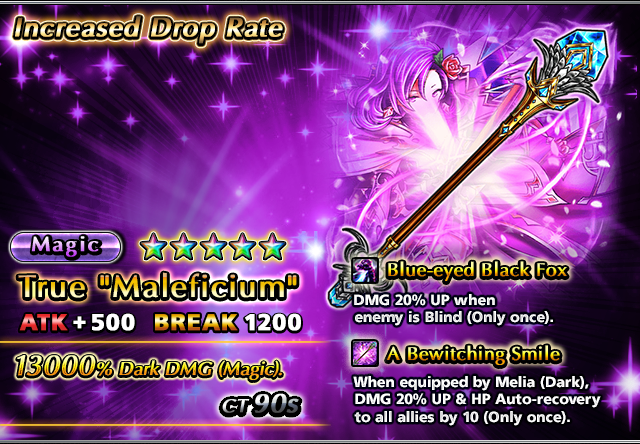 Increased Drop Rate
Magic
True "Maleficium"
ATK + 500 BREAK 1200
13000% Dark DMG (Magic).
CT 90s
Blue-eyed Black Fox
DMG 20% UP when
enemy is Blind (Only once).
A Bewitching Smile
When equipped by Melia (Dark),
DMG 20% UP & HP Auto-recovery
to all allies by 10 (Only once).